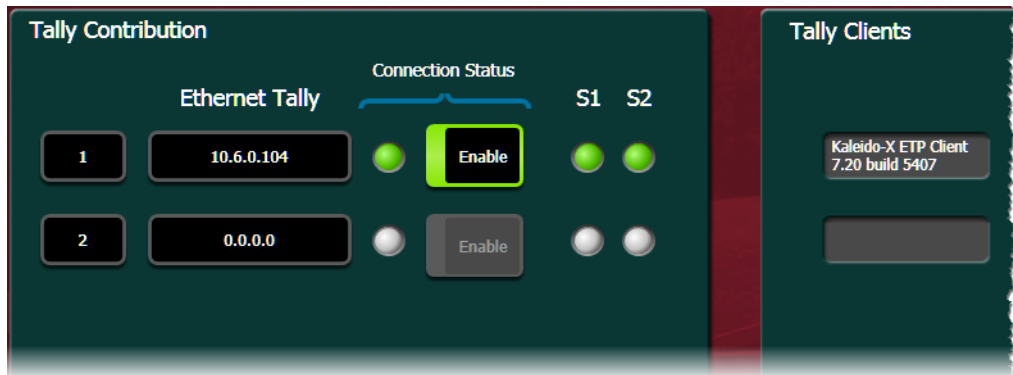 Tally Contribution
Connection Status
Ethernet Tally
S1 S2
1
10.6.0.104
Enable
2
0.0.0.0
Enable
Tally Clients
Kaleido-X ETP Client
7.20 build 5407